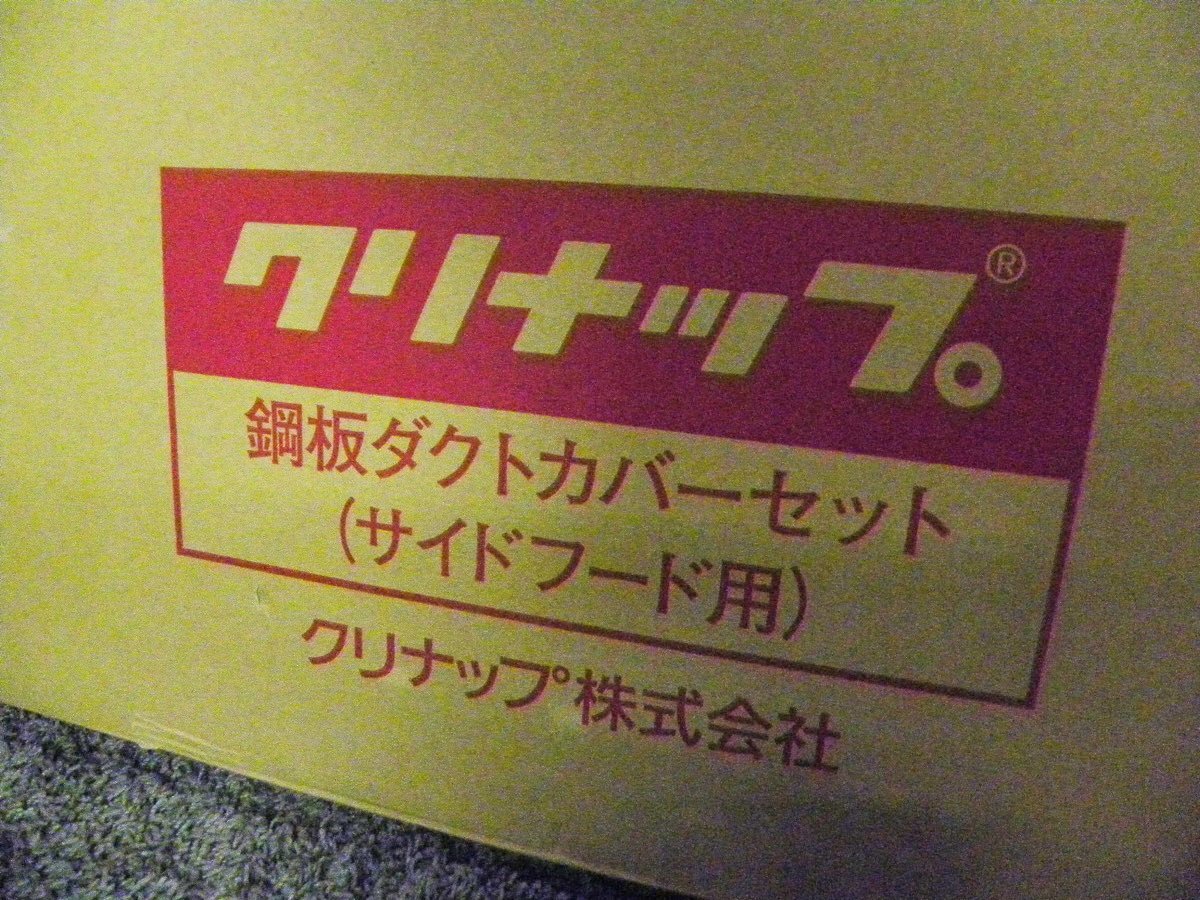 クリナップ®
鋼板ダクトカバーセット
(サイドフード用)
クリナップ株式会社